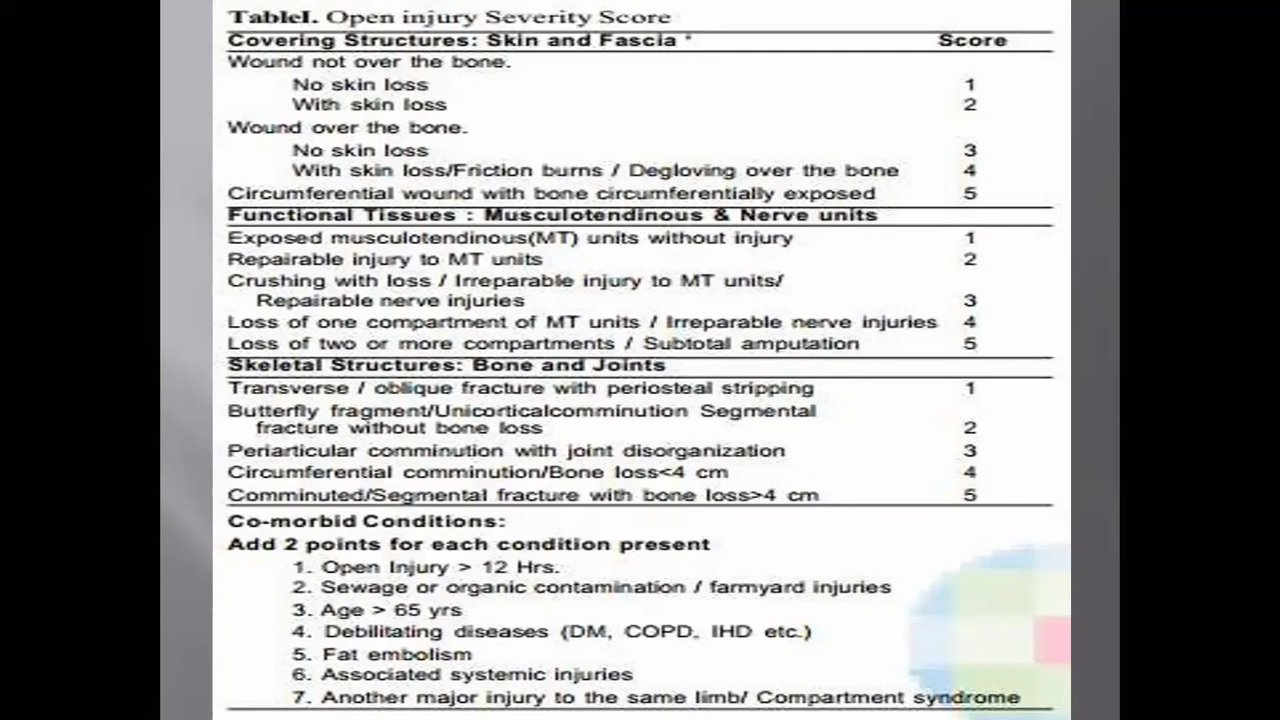 TableI. Open injury Severity Score
Covering Structures: Skin and Fascia * Score
Wound not over the bone.
No skin loss 1
With skin loss 2
Wound over the bone.
No skin loss 3
With skin loss/Friction burns / Degloving over the bone 4
Circumferential wound with bone circumferentially exposed 5
Functional Tissues : Musculotendinous & Nerve units
Exposed musculotendinous(MT) units without injury 1
Repairable injury to MT units 2
Crushing with loss / Irreparable injury to MT units/
Repairable nerve injuries 3
Loss of one compartment of MT units / Irreparable nerve injuries 4
Loss of two or more compartments / Subtotal amputation 5
Skeletal Structures: Bone and Joints
Transverse / oblique fracture with periosteal stripping 1
Butterfly fragment/Unicorticalcomminution Segmental
fracture without bone loss 2
Periarticular comminution with joint disorganization 3
Circumferential comminution/Bone loss<4 cm 4
Comminuted/Segmental fracture with bone loss>4 cm 5
Co-morbid Conditions:
Add 2 points for each condition present
1. Open Injury > 12 Hrs.
2. Sewage or organic contamination / farmyard injuries
3. Age > 65 yrs
4. Debilitating diseases (DM, COPD, IHD etc.)
5. Fat embolism
6. Associated systemic injuries
7. Another major injury to the same limb/ Compartment syndrome